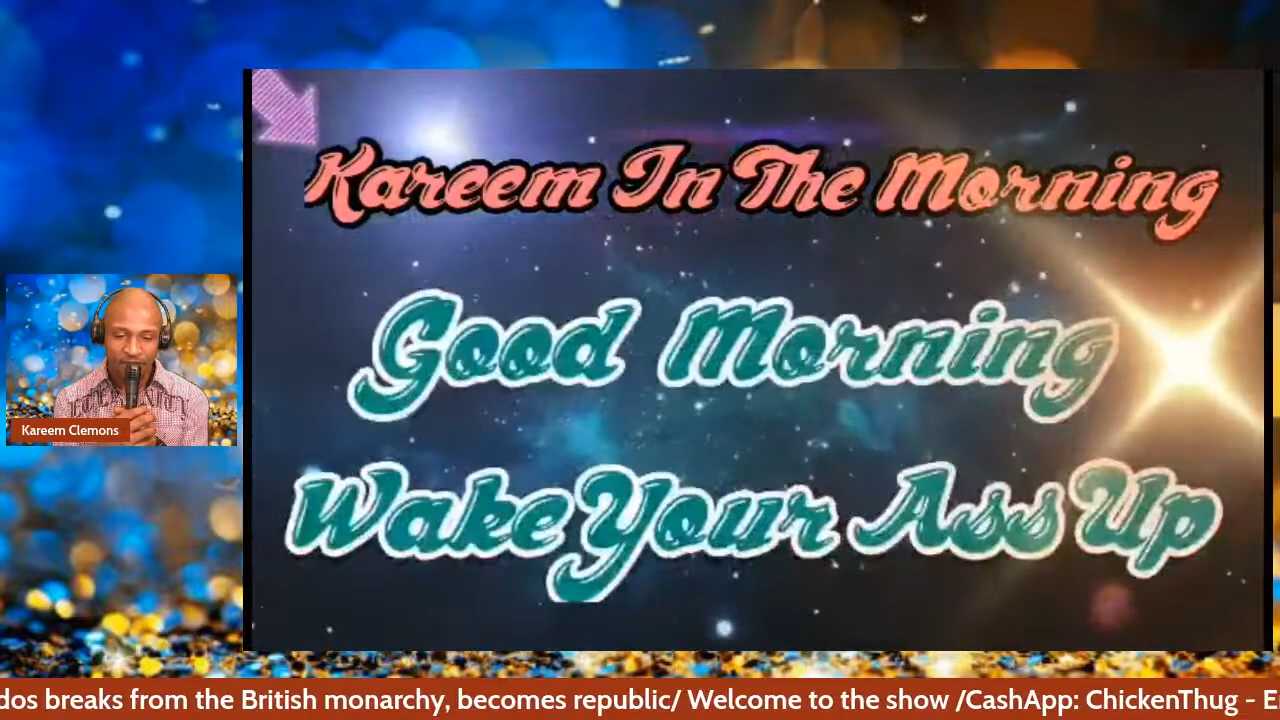 Kareem In The Morning
Good Morning
Wake Your Ass Up
Kareem Clemons
dos breaks from the British monarchy, becomes republic/ Welcome to the show /CashApp: ChickenThug - E